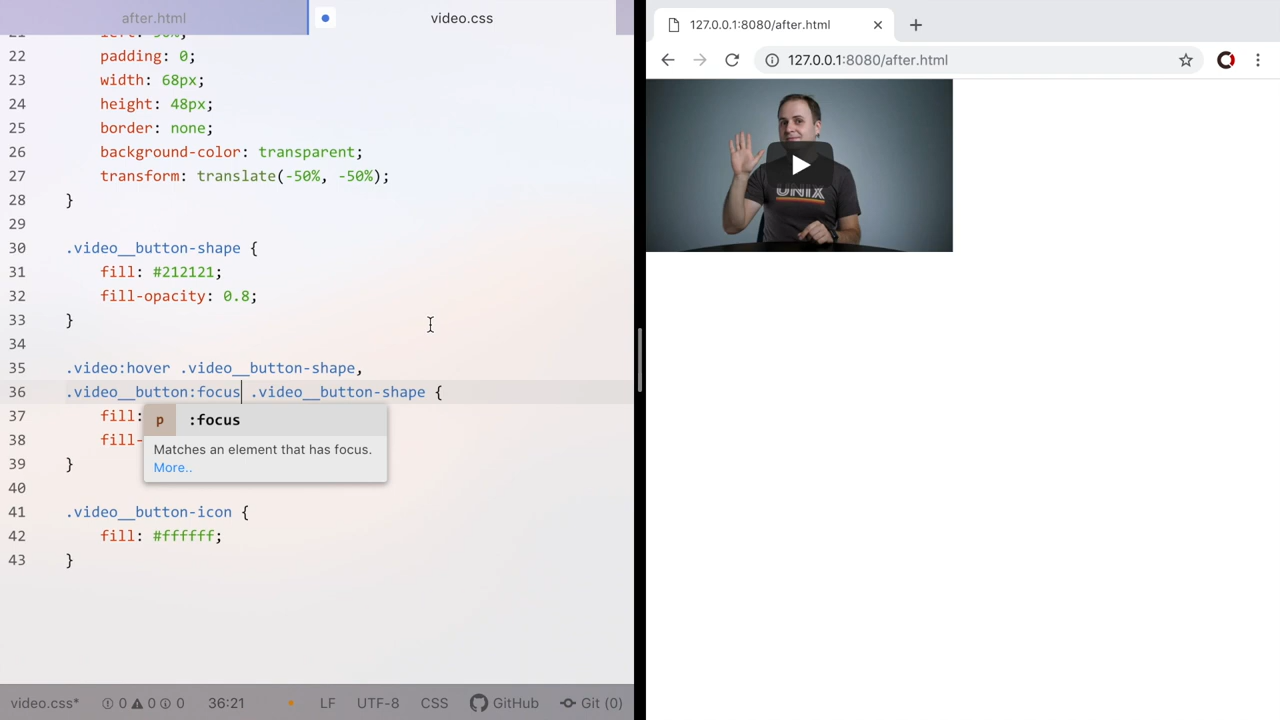 after.html
video.css
22 padding: 0;
23 width: 68px;
24 height: 48px;
25 border: none;
26 background-color: transparent;
27 transform: translate(-50%, -50%);
28 }
29
30 .video__button-shape {
31 fill: #212121;
32 fill-opacity: 0.8;
33 }
34
35 .video:hover .video__button-shape,
36 .video__button:focus .video__button-shape {
37 fill:
38 fill-
39 }
40
41 .video__button-icon {
42 fill: #ffffff;
43 }
p :focus
Matches an element that has focus.
More..
video.css* 0 0 0 36:21 LF UTF-8 CSS GitHub Git (0)
127.0.0.1:8080/after.html
127.0.0.1:8080/after.html
UNIX